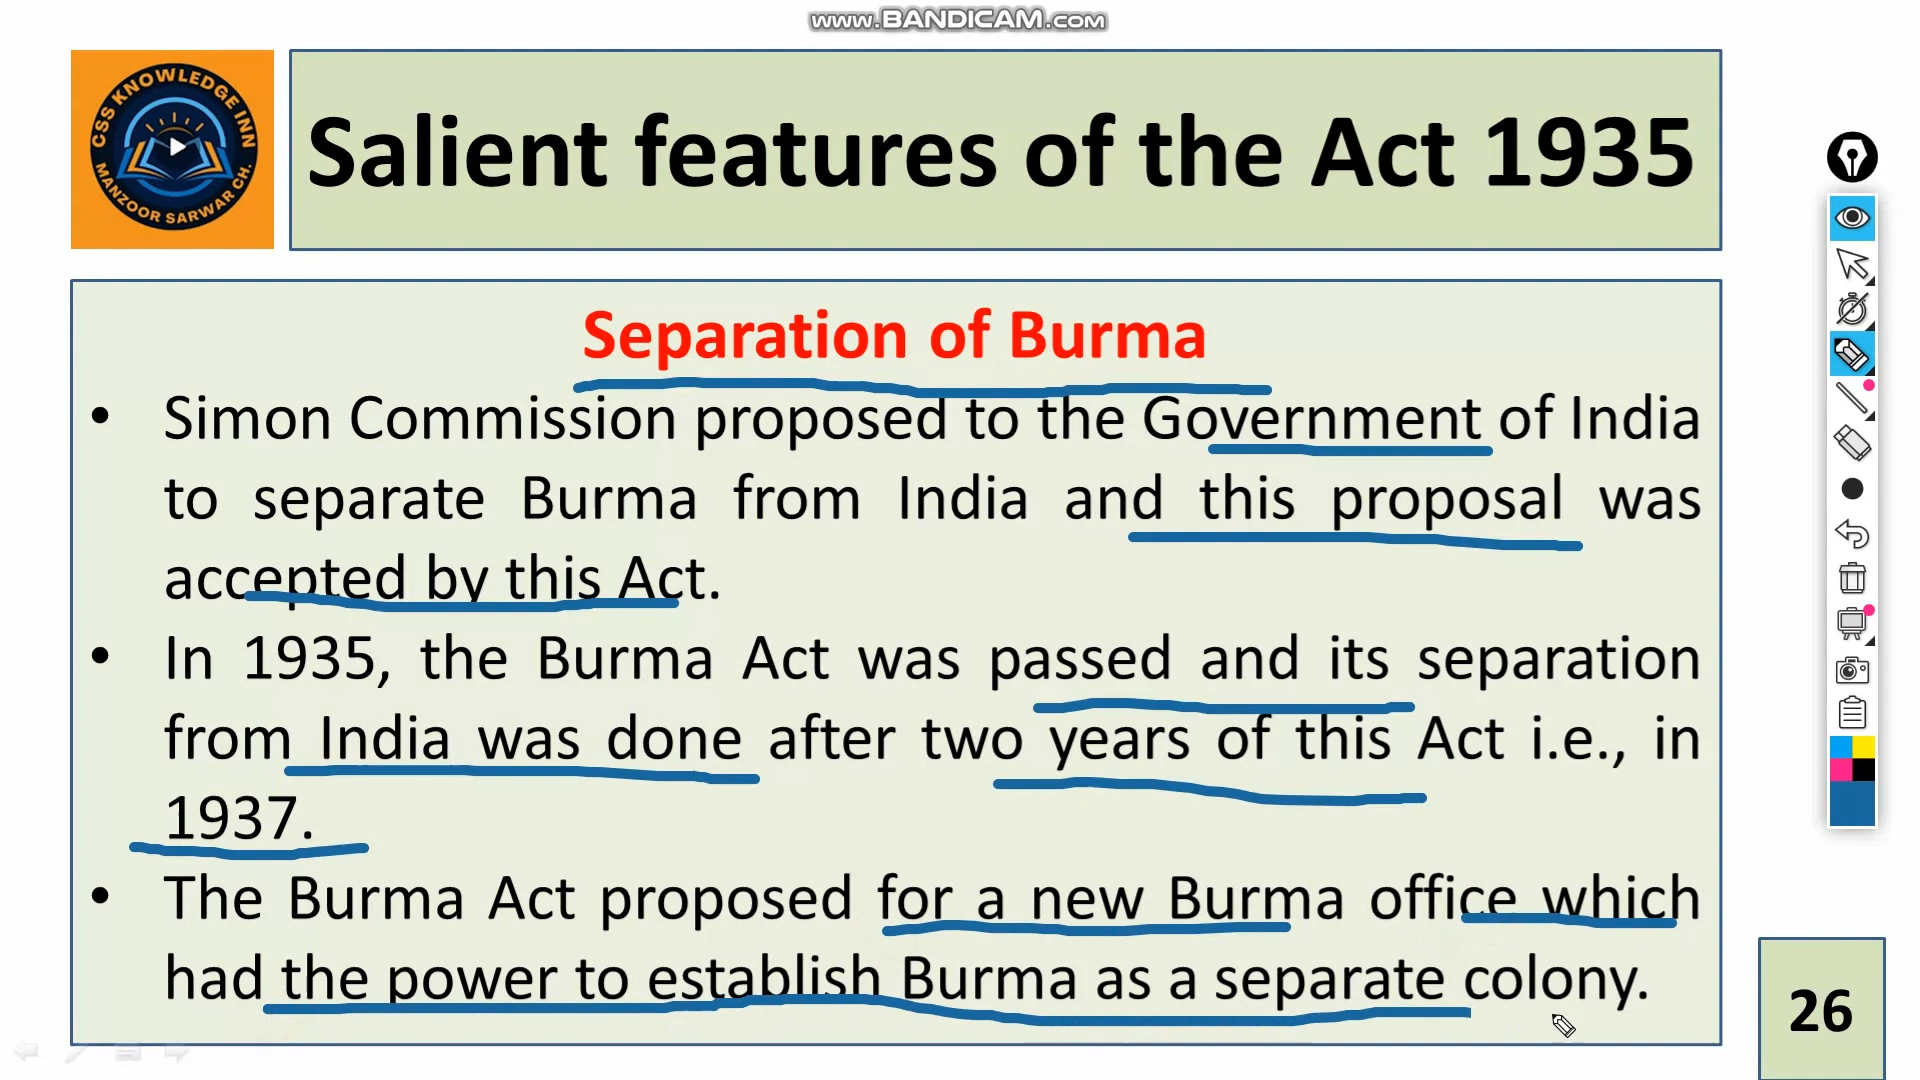 www.BANDICAM.com
CSS KNOWLEDGE INN
MANZOOR SARWAR CH.
Salient features of the Act 1935
Separation of Burma
• Simon Commission proposed to the Government of India
to separate Burma from India and this proposal was
accepted by this Act.
• In 1935, the Burma Act was passed and its separation
from India was done after two years of this Act i.e., in
1937.
• The Burma Act proposed for a new Burma office which
had the power to establish Burma as a separate colony.
26